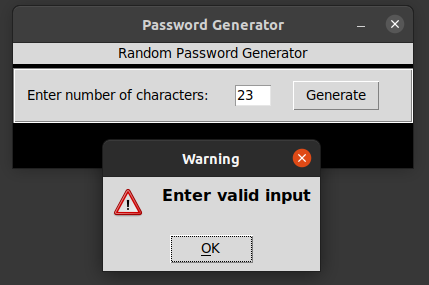 Password Generator
Random Password Generator
Enter number of characters: 23 Generate
Warning
Enter valid input
OK